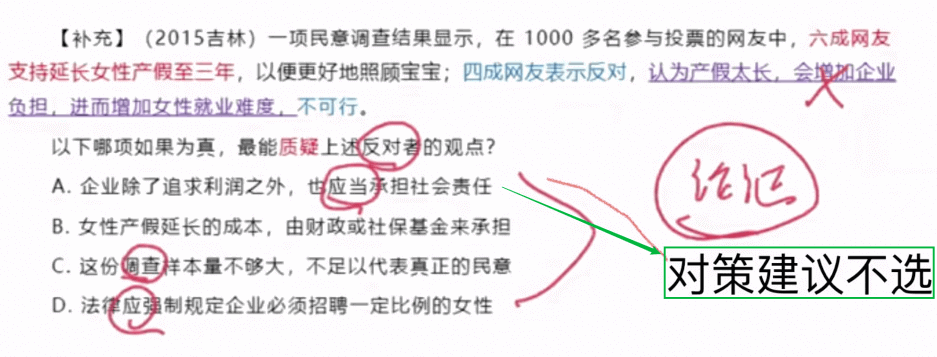 【补充】（2015吉林）一项民意调查结果显示，在 1000 多名参与投票的网友中，六成网友
支持延长女性产假至三年，以便更好地照顾宝宝；四成网友表示反对，认为产假太长，会增加企业
负担，进而增加女性就业难度，不可行。
以下哪项如果为真，最能质疑上述反对者的观点？
A. 企业除了追求利润之外，也应当承担社会责任
B. 女性产假延长的成本，由财政或社保基金来承担
C. 这份调查样本量不够大，不足以代表真正的民意
D. 法律应强制规定企业必须招聘一定比例的女性
对策建议不选